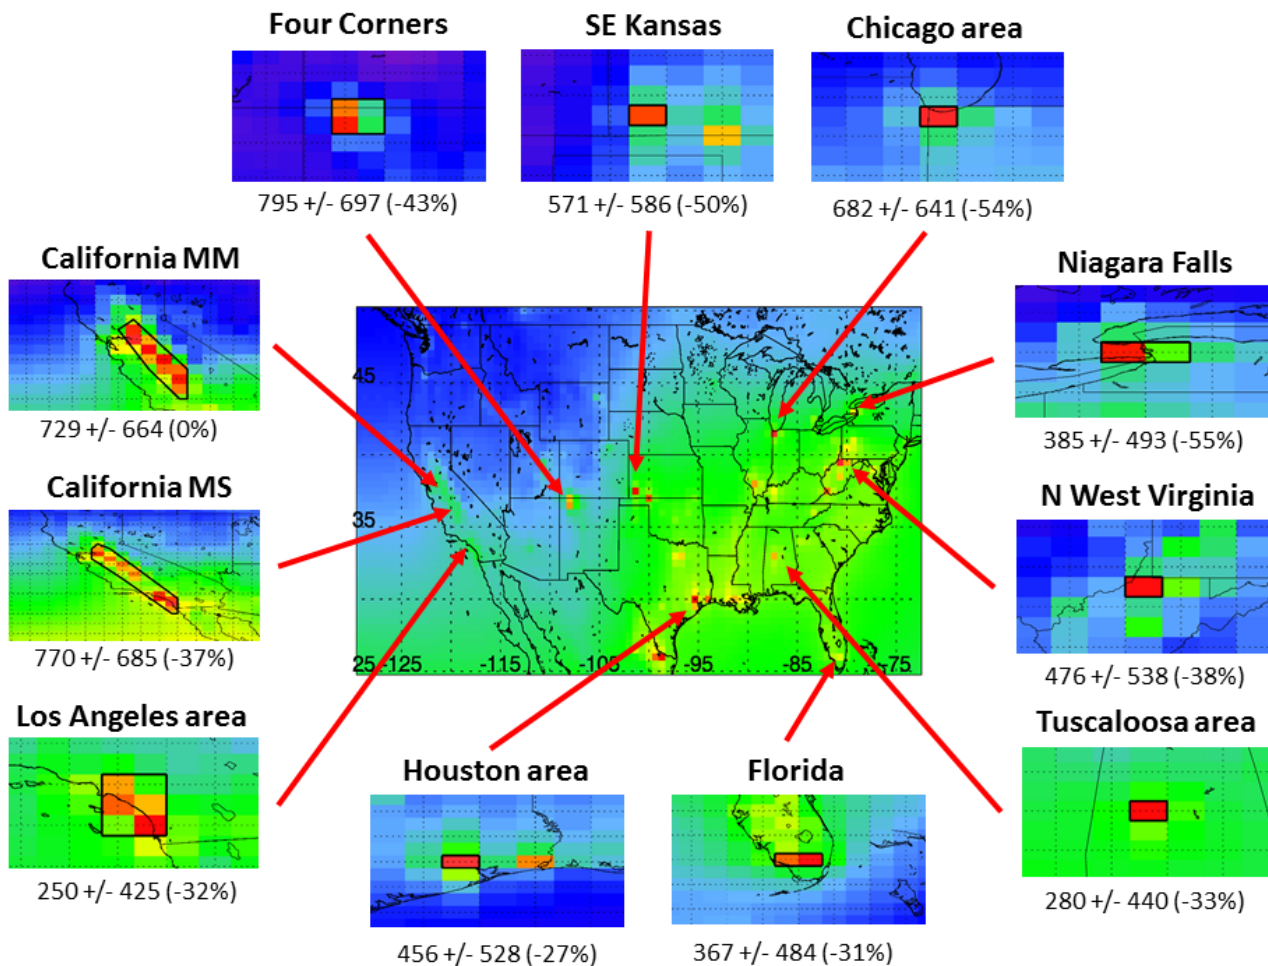 Four Corners
SE Kansas
Chicago area
795 +/- 697 (-43%)
571 +/- 586 (-50%)
682 +/- 641 (-54%)
California MM
Niagara Falls
729 +/- 664 (0%)
385 +/- 493 (-55%)
45
California MS
N West Virginia
35
770 +/- 685 (-37%)
476 +/- 538 (-38%)
25 -125 -115 -105 -95 -85 -75
Los Angeles area
Tuscaloosa area
Houston area
Florida
250 +/- 425 (-32%)
280 +/- 440 (-33%)
456 +/- 528 (-27%)
367 +/- 484 (-31%)